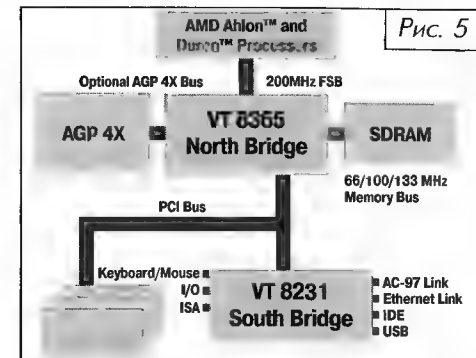 AMD Ahlon™ and
Duron™ Processors
Рис. 5
Optional AGP 4X Bus
200MHz FSB
AGP 4X
VT 8365
North Bridge
SDRAM
66/100/133 MHz
Memory Bus
PCI Bus
Keyboard/Mouse
I/O
ISA
VT 8231
South Bridge
AC-97 Link
Ethernet Link
IDE
USB